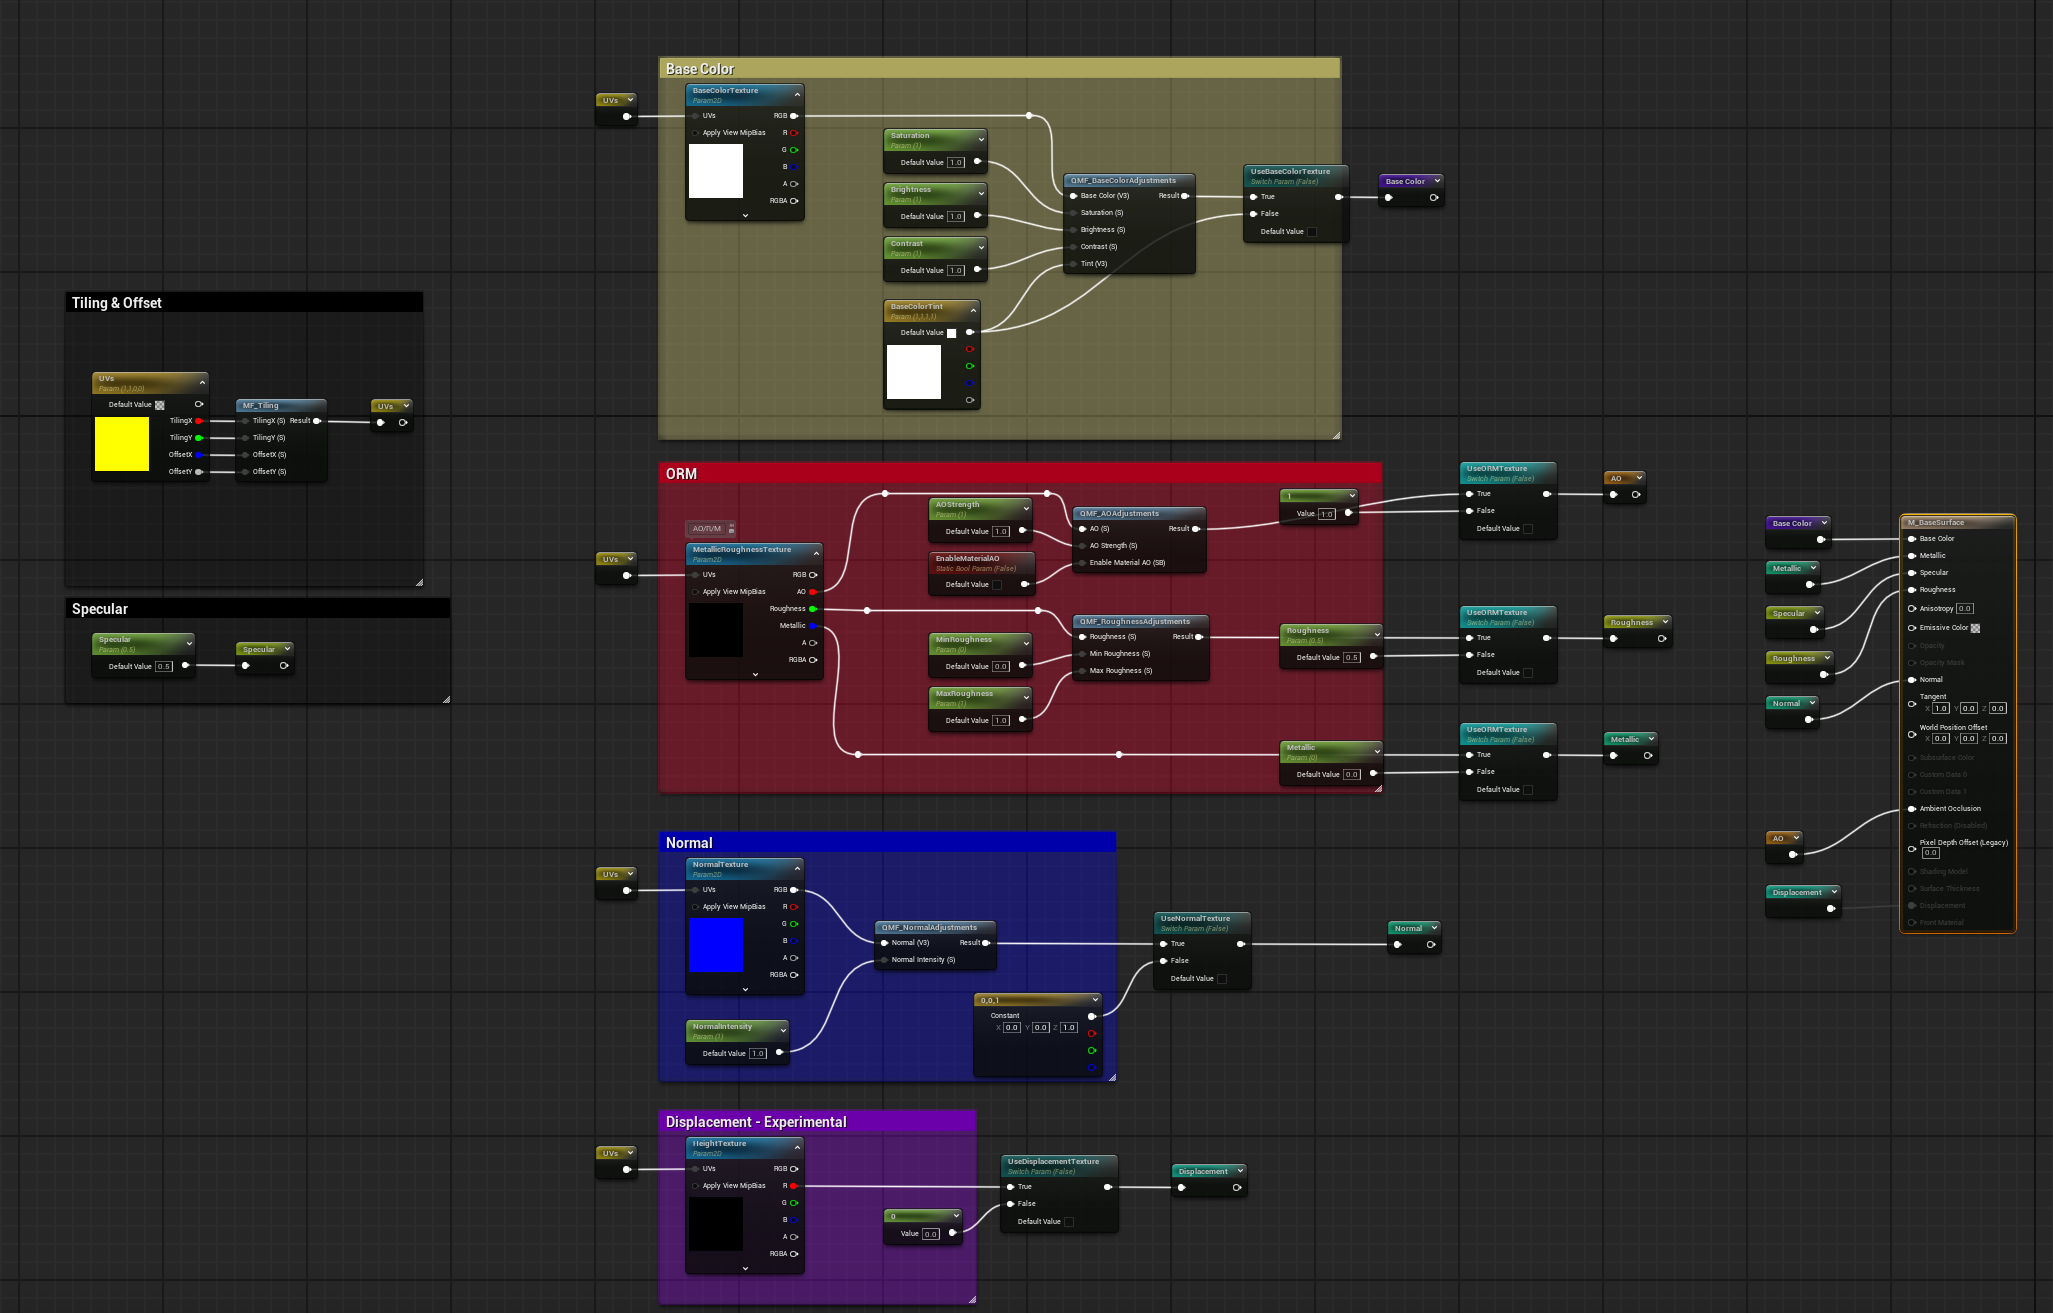 Base Color
UVs
BaseColorTexture
Param2D
UVs
RGB
Apply View MipBias
R
G
B
A
RGBA
Saturation
Param (1)
Default Value 1.0
Brightness
Param (1)
Default Value 1.0
Contrast
Param (1)
Default Value 1.0
BaseColorTint
Param (1,1,1,1)
Default Value
QMF_BaseColorAdjustments
Base Color (V3) Result
Saturation (S)
Brightness (S)
Contrast (S)
Tint (V3)
UseBaseColorTexture
Switch Param (False)
True
False
Default Value
Base Color
Tiling & Offset
UVs
Param (1,1,0,0)
Default Value
TilingX
TilingY
OffsetX
OffsetY
MF_Tiling
TilingX (S) Result
TilingY (S)
OffsetX (S)
OffsetY (S)
UVs
Specular
Specular
Param (0.5)
Default Value 0.5
Specular
ORM
UVs
AO/R/M
MetallicRoughnessTexture
Param2D
UVs
RGB
Apply View MipBias
AO
Roughness
Metallic
A
RGBA
AOStrength
Param (1)
Default Value 1.0
EnableMaterialAO
Static Bool Param (False)
Default Value
QMF_AOAdjustments
AO (S) Result
AO Strength (S)
Enable Material AO (SB)
1
Value 1.0
MinRoughness
Param (0)
Default Value 0.0
MaxRoughness
Param (1)
Default Value 1.0
QMF_RoughnessAdjustments
Roughness (S) Result
Min Roughness (S)
Max Roughness (S)
Roughness
Param (0.5)
Default Value 0.5
Metallic
Param (0)
Default Value 0.0
UseORMTexture
Switch Param (False)
True
False
Default Value
AO
UseORMTexture
Switch Param (False)
True
False
Default Value
Roughness
UseORMTexture
Switch Param (False)
True
False
Default Value
Metallic
Normal
UVs
NormalTexture
Param2D
UVs
RGB
Apply View MipBias
R
G
B
A
RGBA
NormalIntensity
Param (1)
Default Value 1.0
QMF_NormalAdjustments
Normal (V3) Result
Normal Intensity (S)
0,0,1
Constant
X 0.0 Y 0.0 Z 1.0
UseNormalTexture
Switch Param (False)
True
False
Default Value
Normal
Displacement - Experimental
UVs
HeightTexture
Param2D
UVs
RGB
Apply View MipBias
R
G
B
A
RGBA
0
Value 0.0
UseDisplacementTexture
Switch Param (False)
True
False
Default Value
Displacement
Base Color
Metallic
Specular
Roughness
Normal
AO
Displacement
M_BaseSurface
Base Color
Metallic
Specular
Roughness
Anisotropy 0.0
Emissive Color
Opacity
Opacity Mask
Normal
Tangent
X 1.0 Y 0.0 Z 0.0
World Position Offset
X 0.0 Y 0.0 Z 0.0
Subsurface Color
Custom Data 0
Custom Data 1
Ambient Occlusion
Refraction (Disabled)
Pixel Depth Offset (Legacy)
0.0
Shading Model
Surface Thickness
Displacement
Front Material